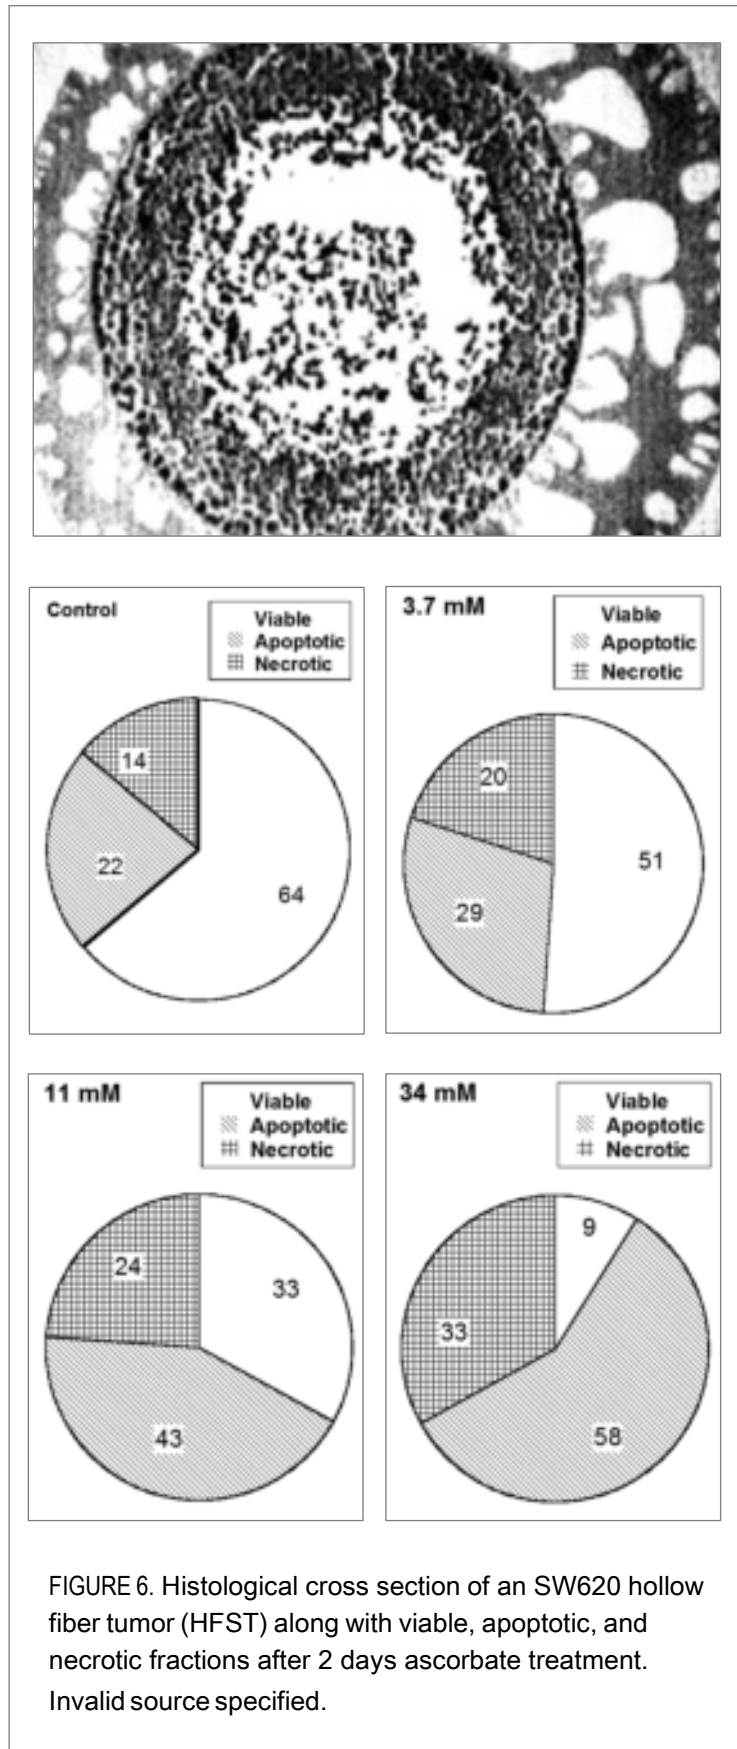 Control
Viable
Apoptotic
Necrotic
14
22
64
3.7 mM
Viable
Apoptotic
Necrotic
20
51
29
11 mM
Viable
Apoptotic
Necrotic
24
33
43
34 mM
Viable
Apoptotic
Necrotic
9
33
58
FIGURE 6. Histological cross section of an SW620 hollow
fiber tumor (HFST) along with viable, apoptotic, and
necrotic fractions after 2 days ascorbate treatment.
Invalid source specified.